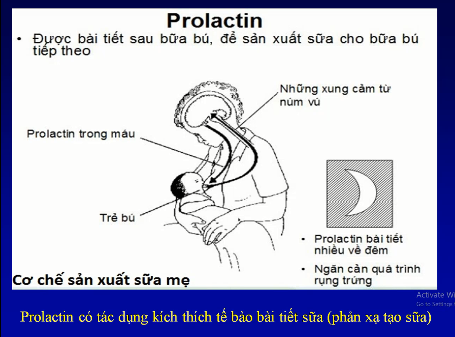 Prolactin
• Được bài tiết sau bữa bú, để sản xuất sữa cho bữa bú
tiếp theo
Những xung cảm từ
núm vú
Prolactin trong máu
Trẻ bú
• Prolactin bài tiết
nhiều về đêm
• Ngăn cản quá trình
rụng trứng
Cơ chế sản xuất sữa mẹ
Activate W
Go to Settings
Prolactin có tác dụng kích thích tế bào bài tiết sữa (phản xạ tạo sữa)